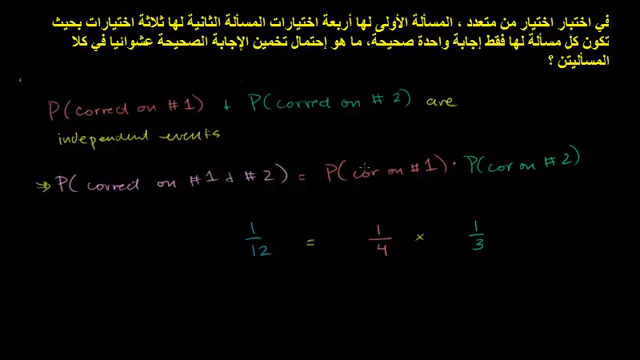 في اختبار اختيار من متعدد ، المسألة الأولى لها أربعة اختيارات المسألة الثانية لها ثلاثة اختيارات بحيث
تكون كل مسألة لها فقط إجابة واحدة صحيحة، ما هو إحتمال تخمين الإجابة الصحيحة عشوائيا في كلا
المسأليتن ؟
P(correct on #1) + P(correct on #2) are
independent events
⇒ P(correct on #1 + #2) = P(cor on #1) · P(cor on #2)
1/12 = 1/4 × 1/3